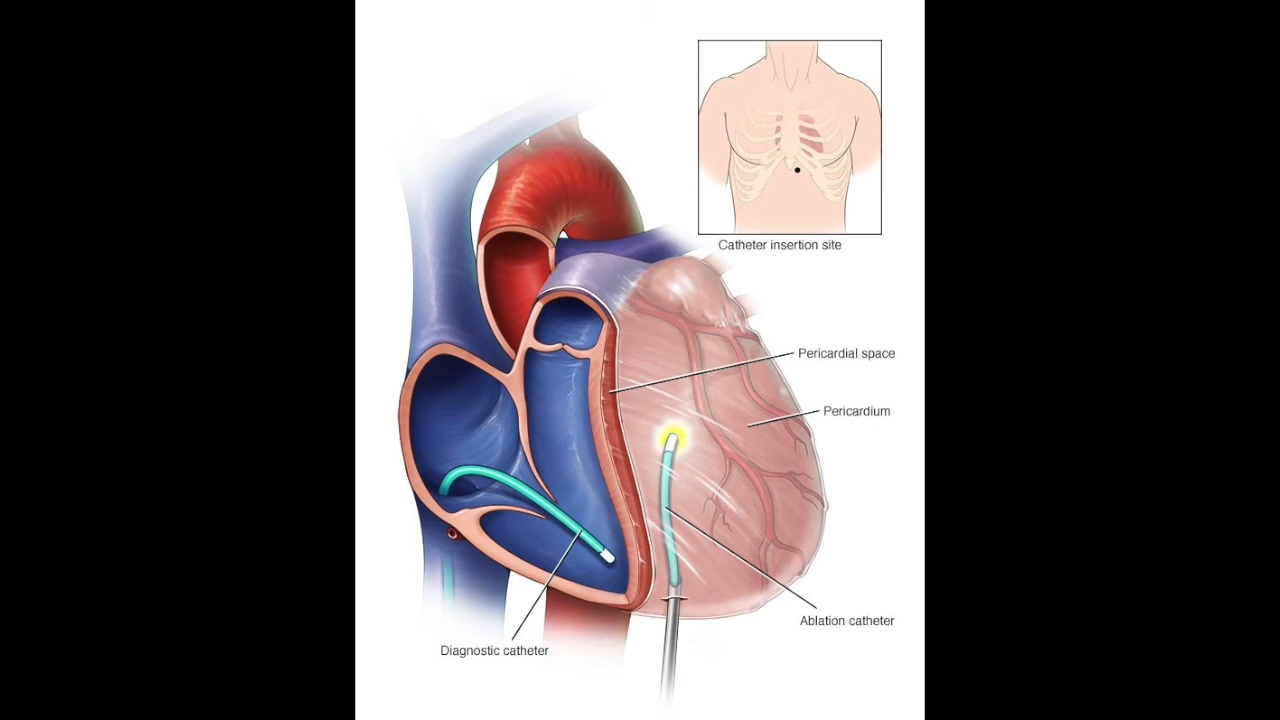 Catheter insertion site
Pericardial space
Pericardium
Ablation catheter
Diagnostic catheter